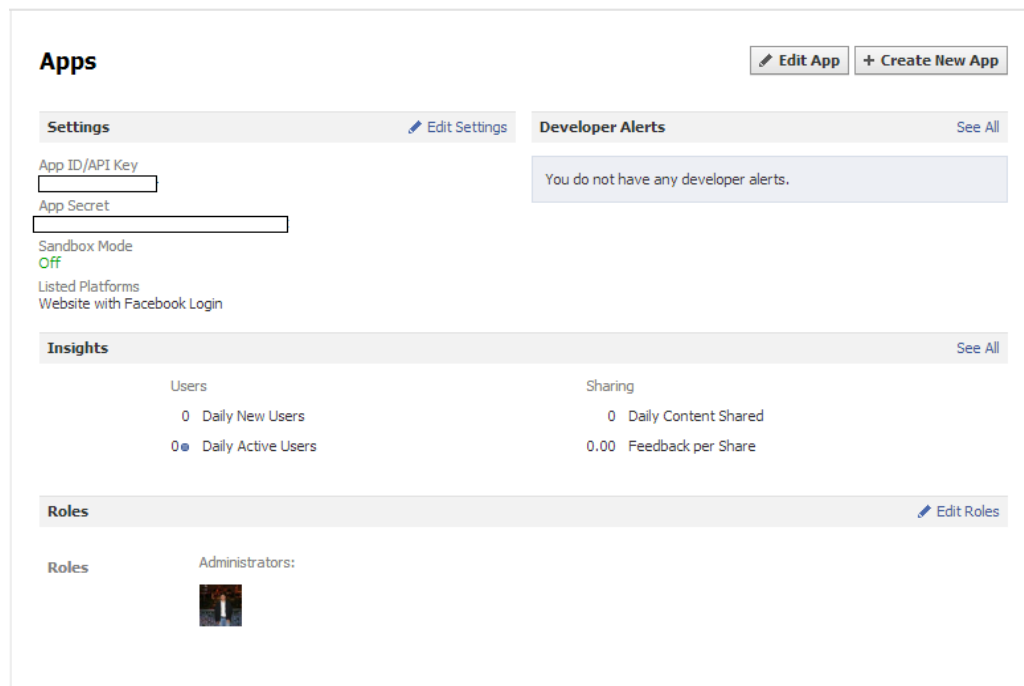 Apps
Edit App
+ Create New App
Settings
Edit Settings
App ID/API Key
App Secret
Sandbox Mode
Off
Listed Platforms
Website with Facebook Login
Developer Alerts
See All
You do not have any developer alerts.
Insights
See All
Users
0 Daily New Users
0 Daily Active Users
Sharing
0 Daily Content Shared
0.00 Feedback per Share
Roles
Edit Roles
Roles
Administrators: